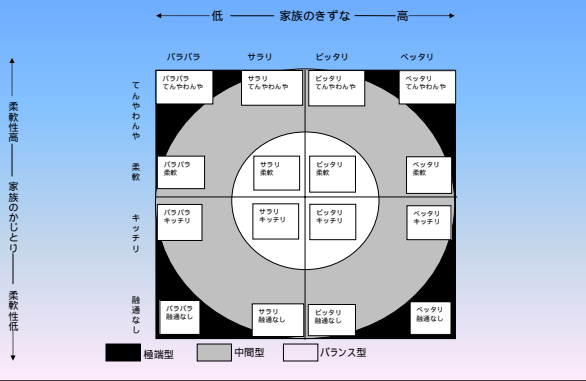 低 家族のきずな 高
バラバラ サラリ ピッタリ ベッタリ
柔軟性高 家族のかじとり 柔軟性低
てんやわんや
バラバラ
てんやわんや
サラリ
てんやわんや
ピッタリ
てんやわんや
ベッタリ
てんやわんや
柔軟
バラバラ
柔軟
サラリ
柔軟
ピッタリ
柔軟
ベッタリ
柔軟
キッチリ
バラバラ
キッチリ
サラリ
キッチリ
ピッタリ
キッチリ
ベッタリ
キッチリ
融通なし
バラバラ
融通なし
サラリ
融通なし
ピッタリ
融通なし
ベッタリ
融通なし
極端型 中間型 バランス型